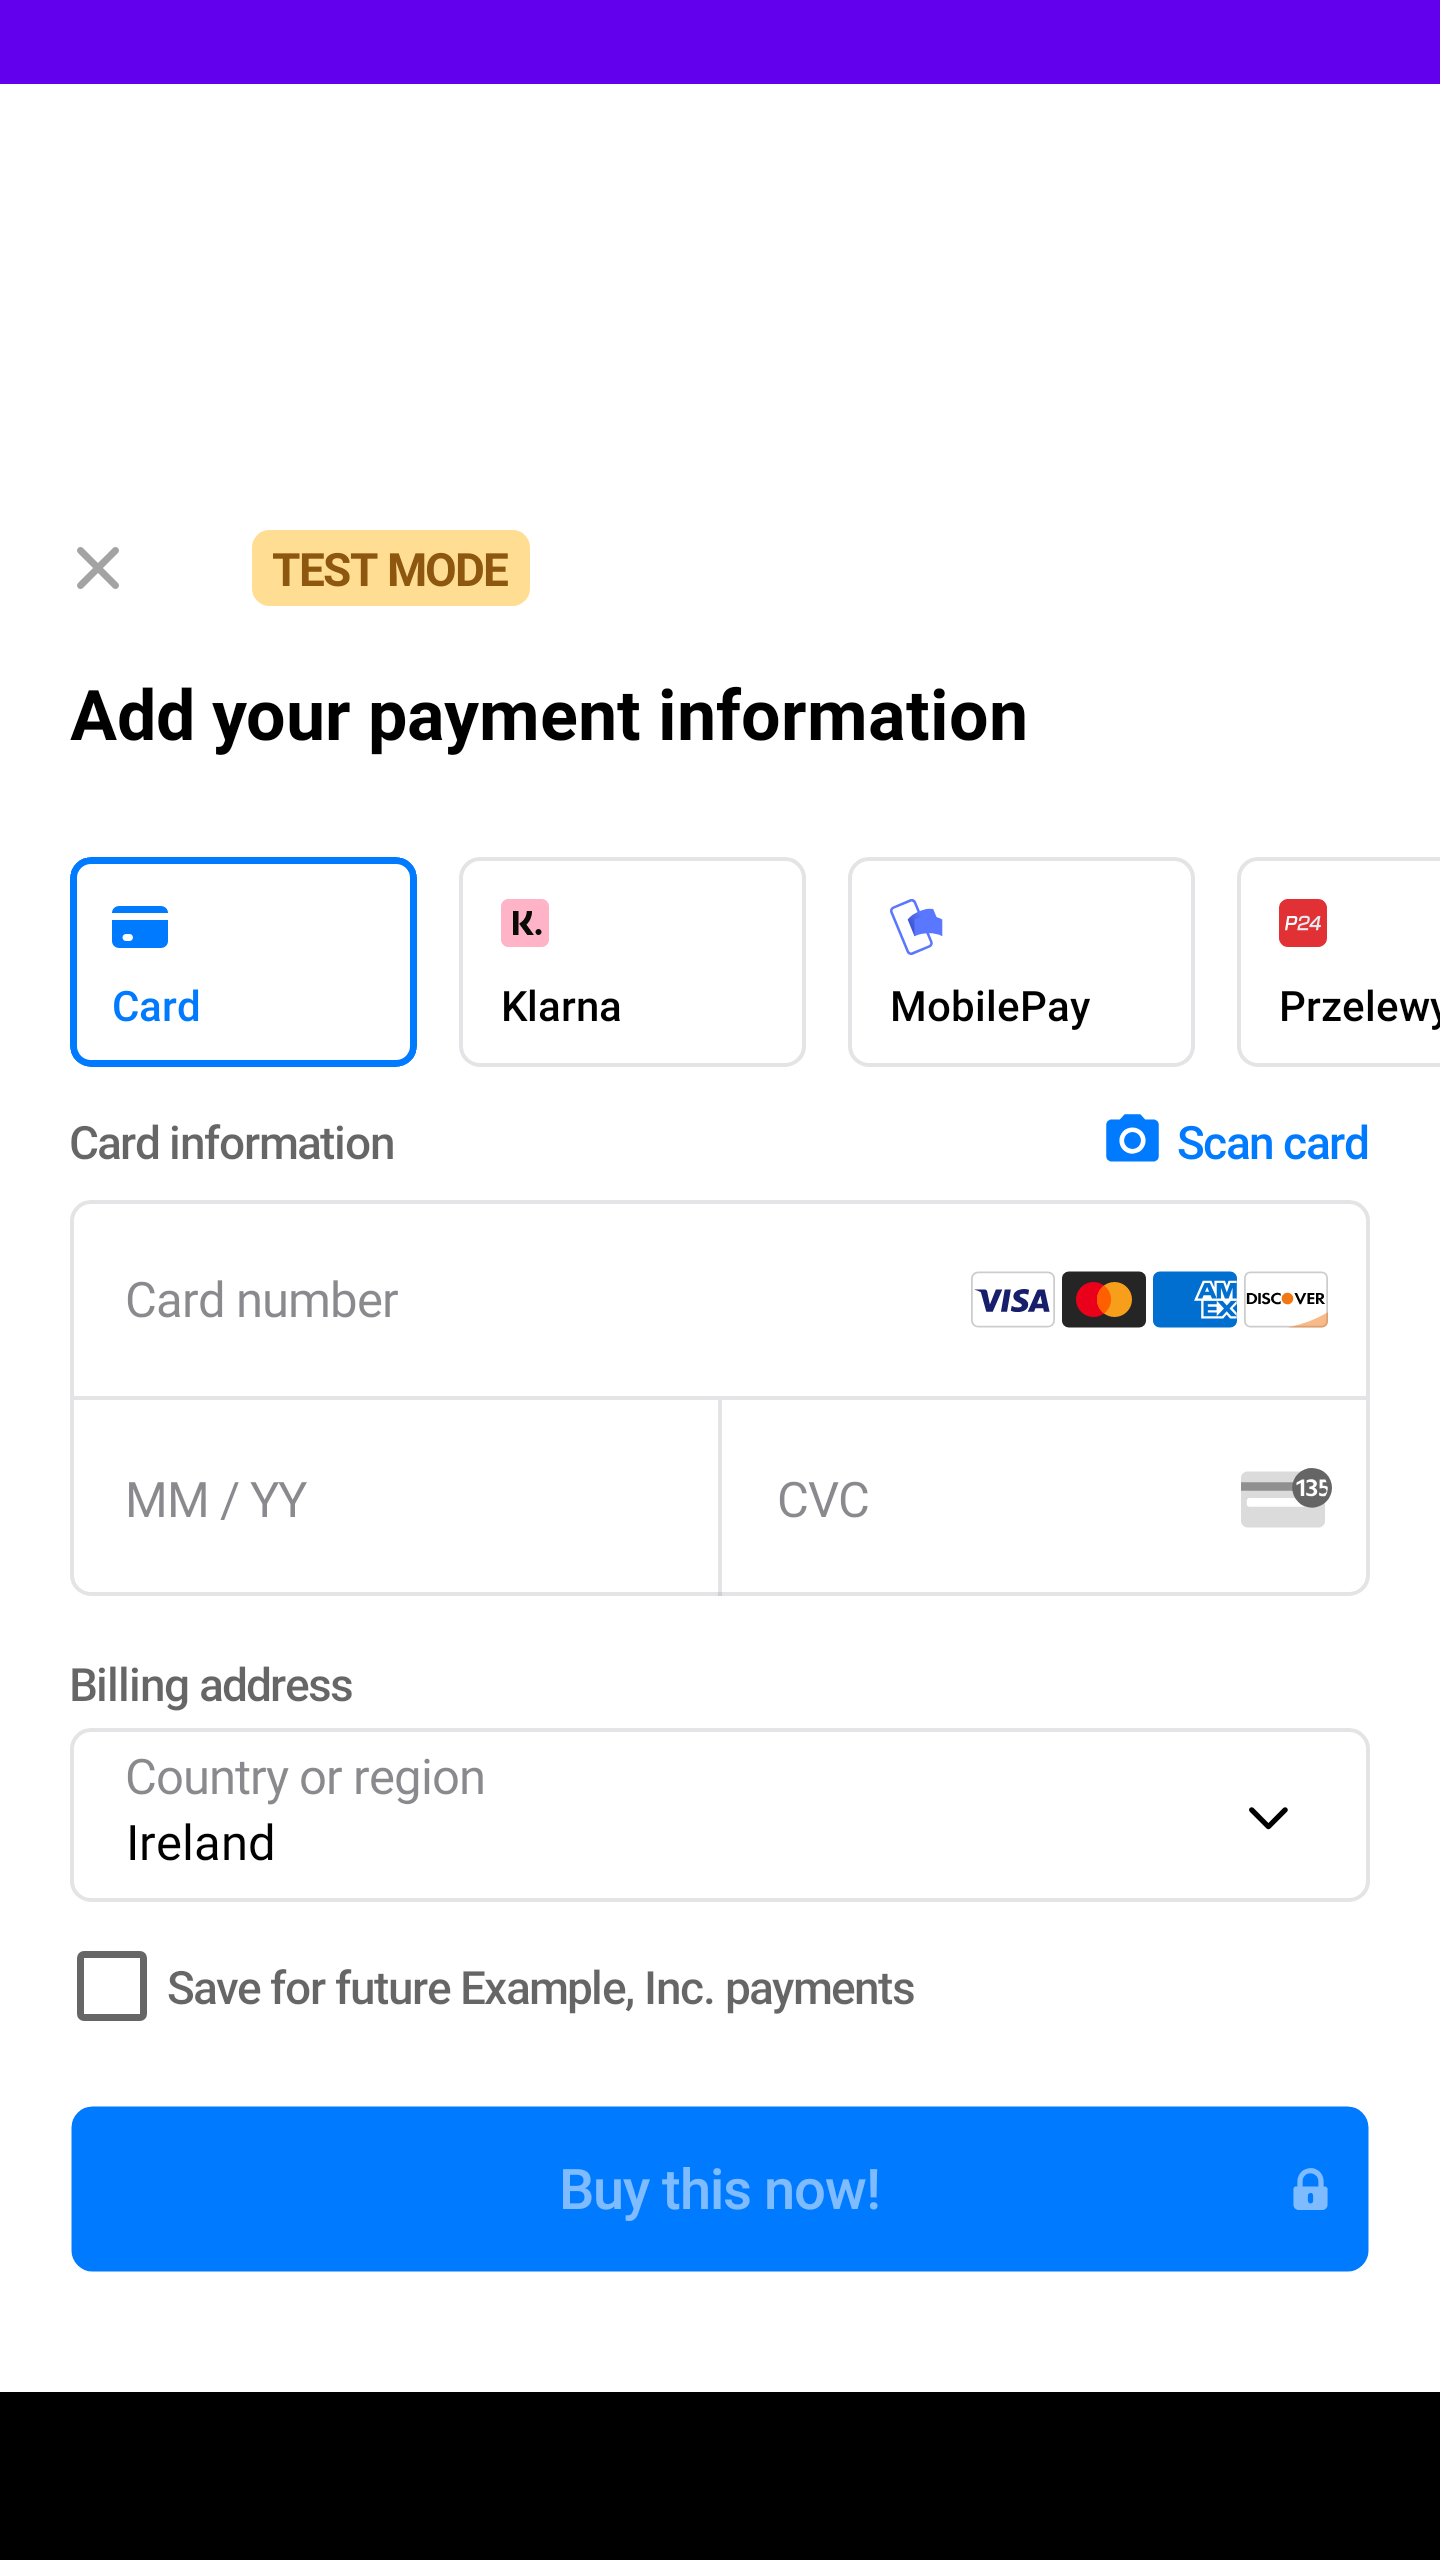 TEST MODE
Add your payment information
K.
P24
Card
Klarna
MobilePay
Przelewy
Card information
Scan card
Card number
VISA
AM
EX
DISCOVER
MM / YY
CVC
135
Billing address
Country or region
Ireland
Save for future Example, Inc. payments
Buy this now!